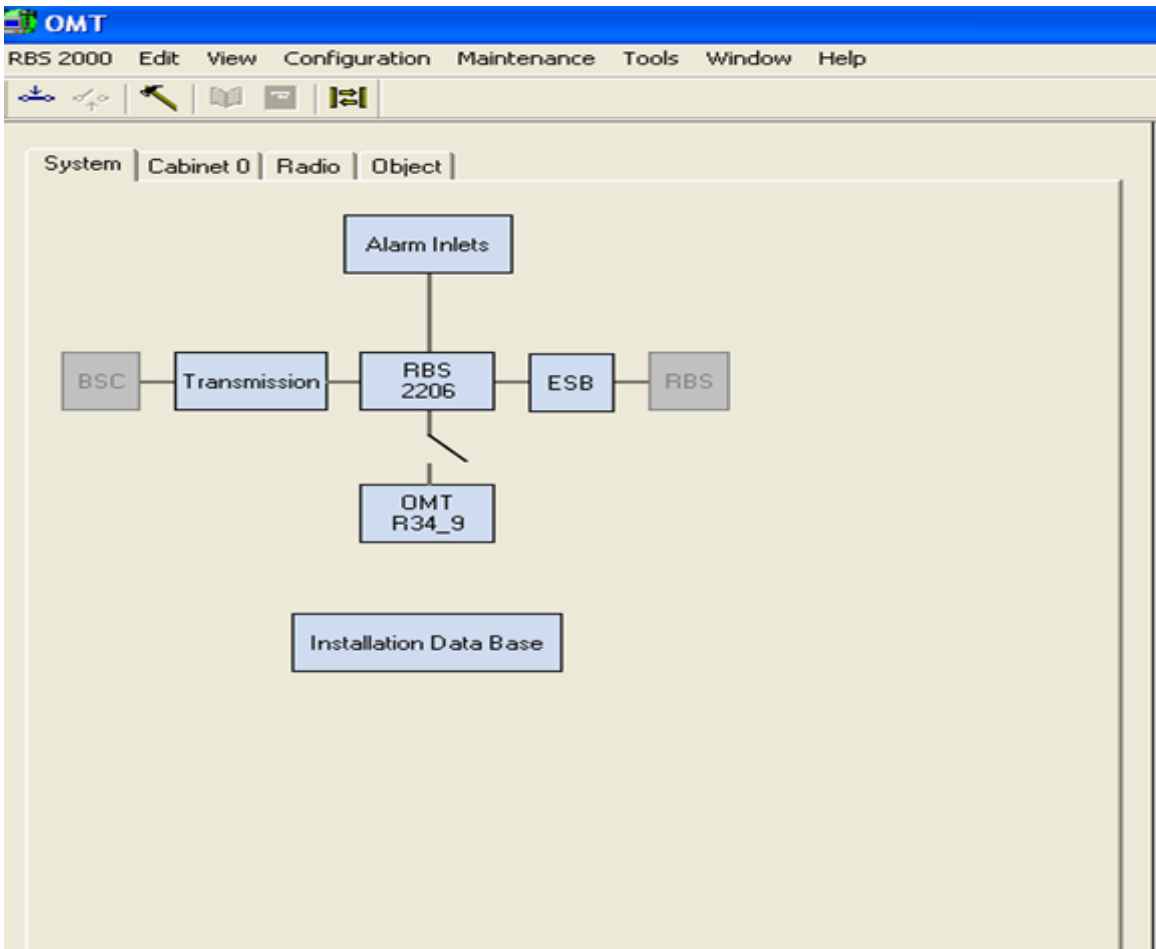 OMT
RBS 2000 Edit View Configuration Maintenance Tools Window Help
System Cabinet 0 Radio Object
Alarm Inlets
BSC Transmission RBS 2206 ESB RBS
OMT
R34_9
Installation Data Base